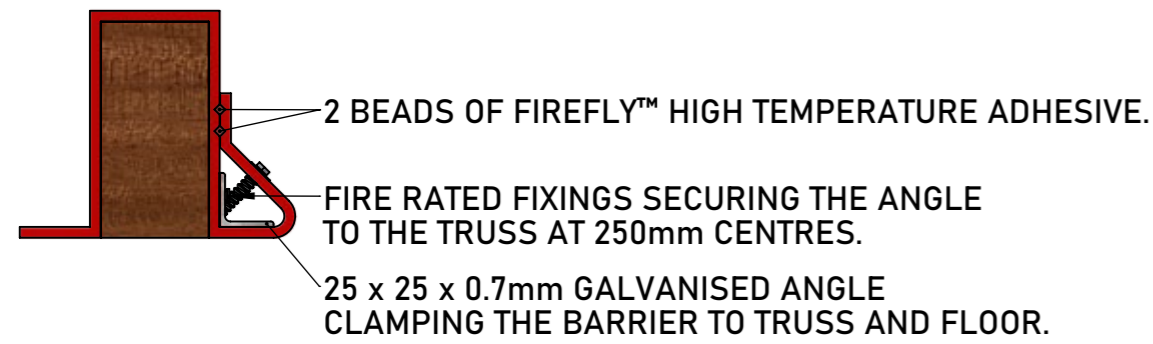 2 BEADS OF FIREFLY™ HIGH TEMPERATURE ADHESIVE.
FIRE RATED FIXINGS SECURING THE ANGLE
TO THE TRUSS AT 250mm CENTRES.
25 x 25 x 0.7mm GALVANISED ANGLE
CLAMPING THE BARRIER TO TRUSS AND FLOOR.